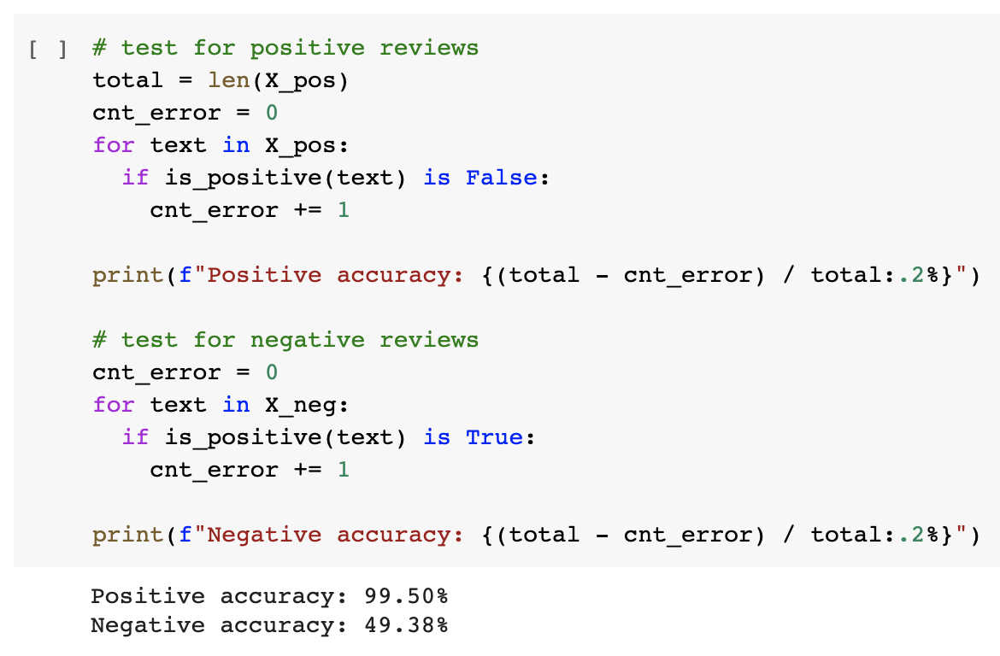 [ ] # test for positive reviews
total = len(X_pos)
cnt_error = 0
for text in X_pos:
  if is_positive(text) is False:
    cnt_error += 1

print(f"Positive accuracy: {(total - cnt_error) / total:.2%}")

# test for negative reviews
cnt_error = 0
for text in X_neg:
  if is_positive(text) is True:
    cnt_error += 1

print(f"Negative accuracy: {(total - cnt_error) / total:.2%}")

Positive accuracy: 99.50%
Negative accuracy: 49.38%